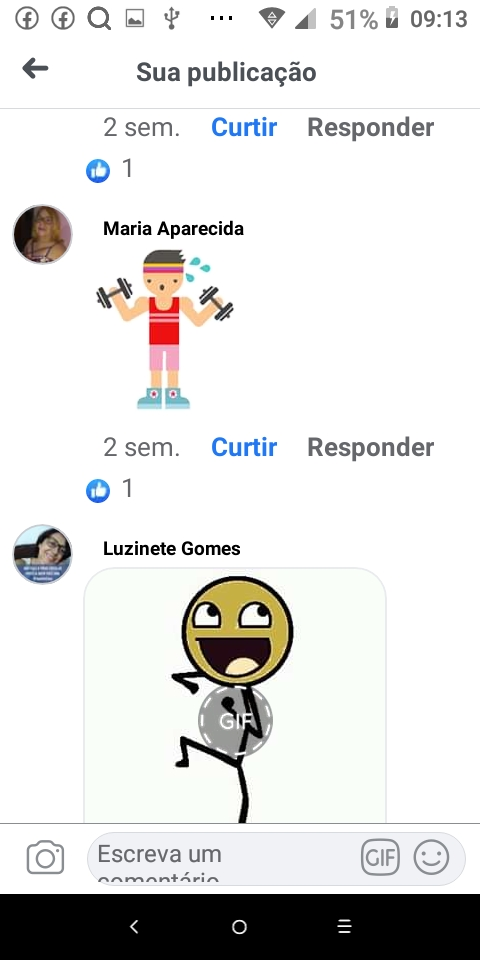 51% 09:13
Sua publicação
2 sem. Curtir Responder
1
Maria Aparecida
2 sem. Curtir Responder
1
Luzinete Gomes
GIF
Escreva um
comentário
GIF